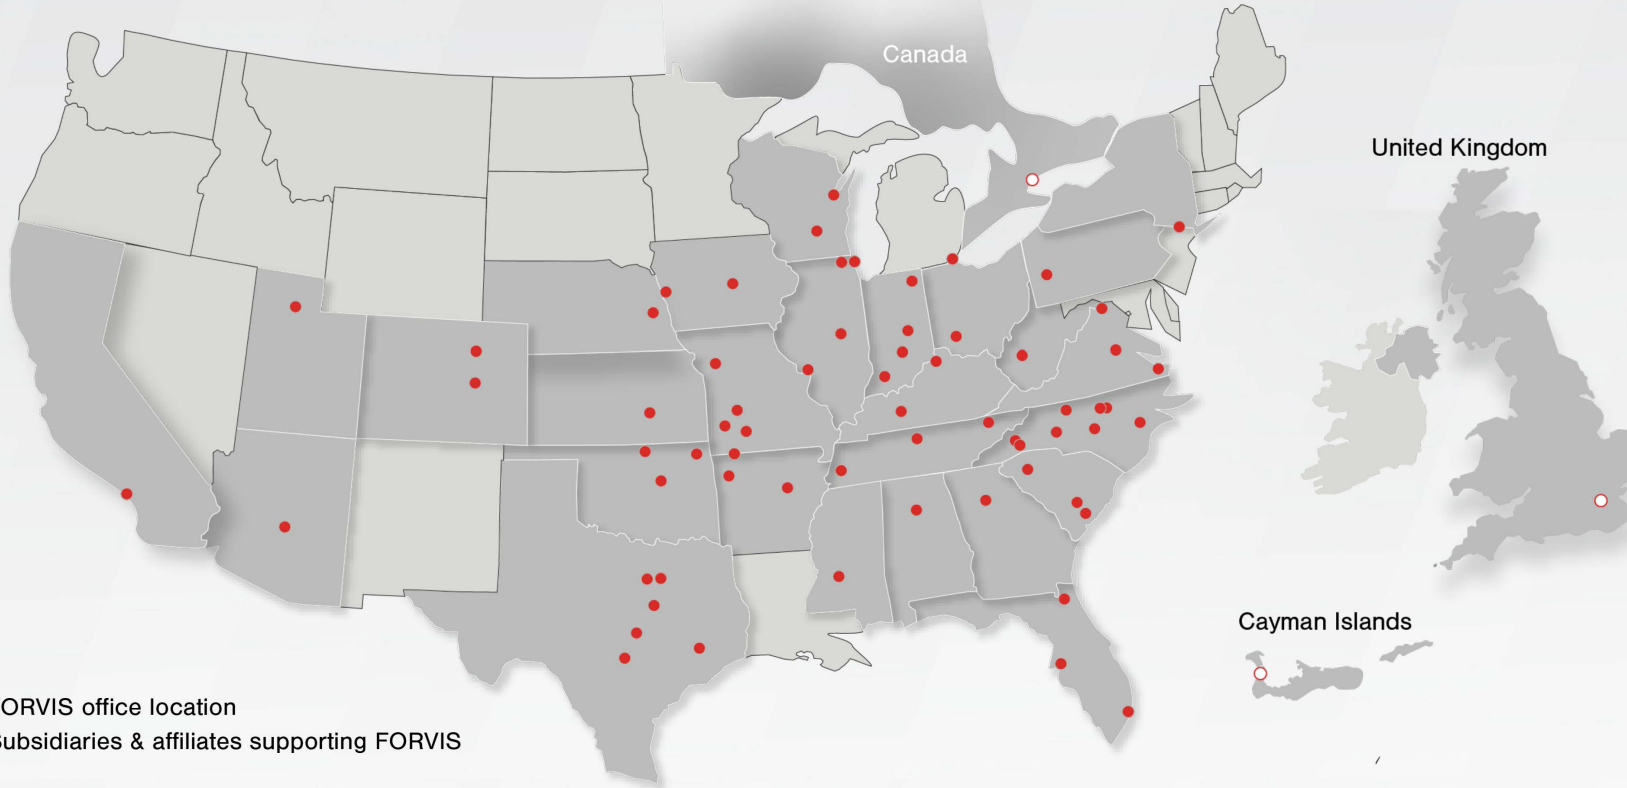 Canada
United Kingdom
Cayman Islands
ORVIS office location
ubsidiaries & affiliates supporting FORVIS